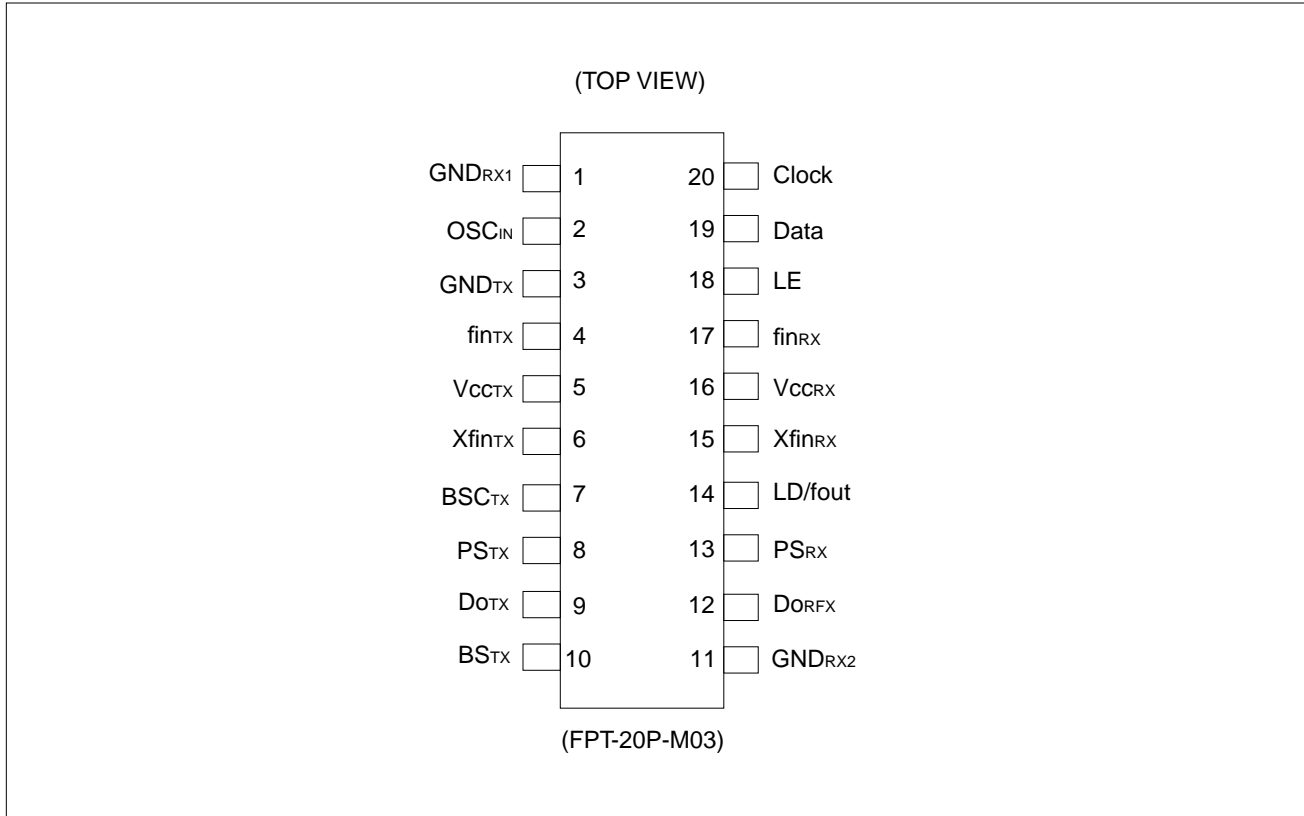 (TOP VIEW)
GNDRX1 1 20 Clock
OSCIN 2 19 Data
GNDTX 3 18 LE
finTX 4 17 finRX
VccTX 5 16 VccRX
XfinTX 6 15 XfinRX
BSCTX 7 14 LD/fout
PSTX 8 13 PSRX
DoTX 9 12 DoRFX
BSTX 10 11 GNDRX2
(FPT-20P-M03)